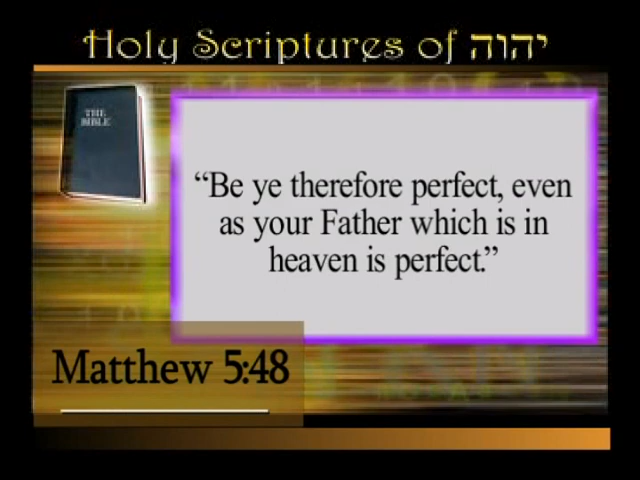 Holy Scriptures of יהוה
THE
BIBLE
“Be ye therefore perfect, even
as your Father which is in
heaven is perfect.”
Matthew 5:48